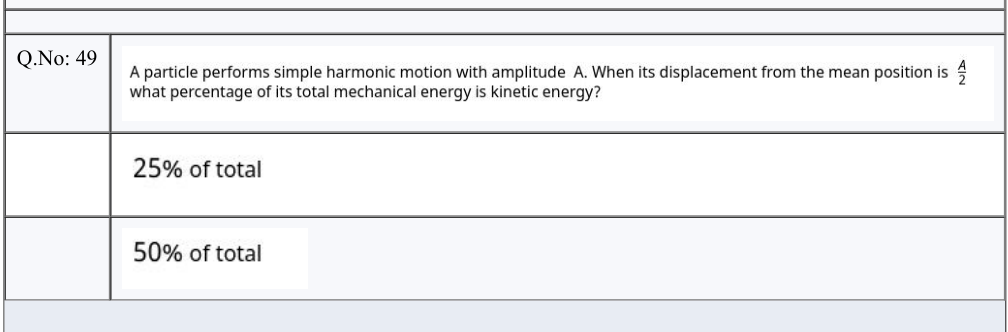 Q.No: 49
A particle performs simple harmonic motion with amplitude A. When its displacement from the mean position is A/2
what percentage of its total mechanical energy is kinetic energy?
25% of total
50% of total